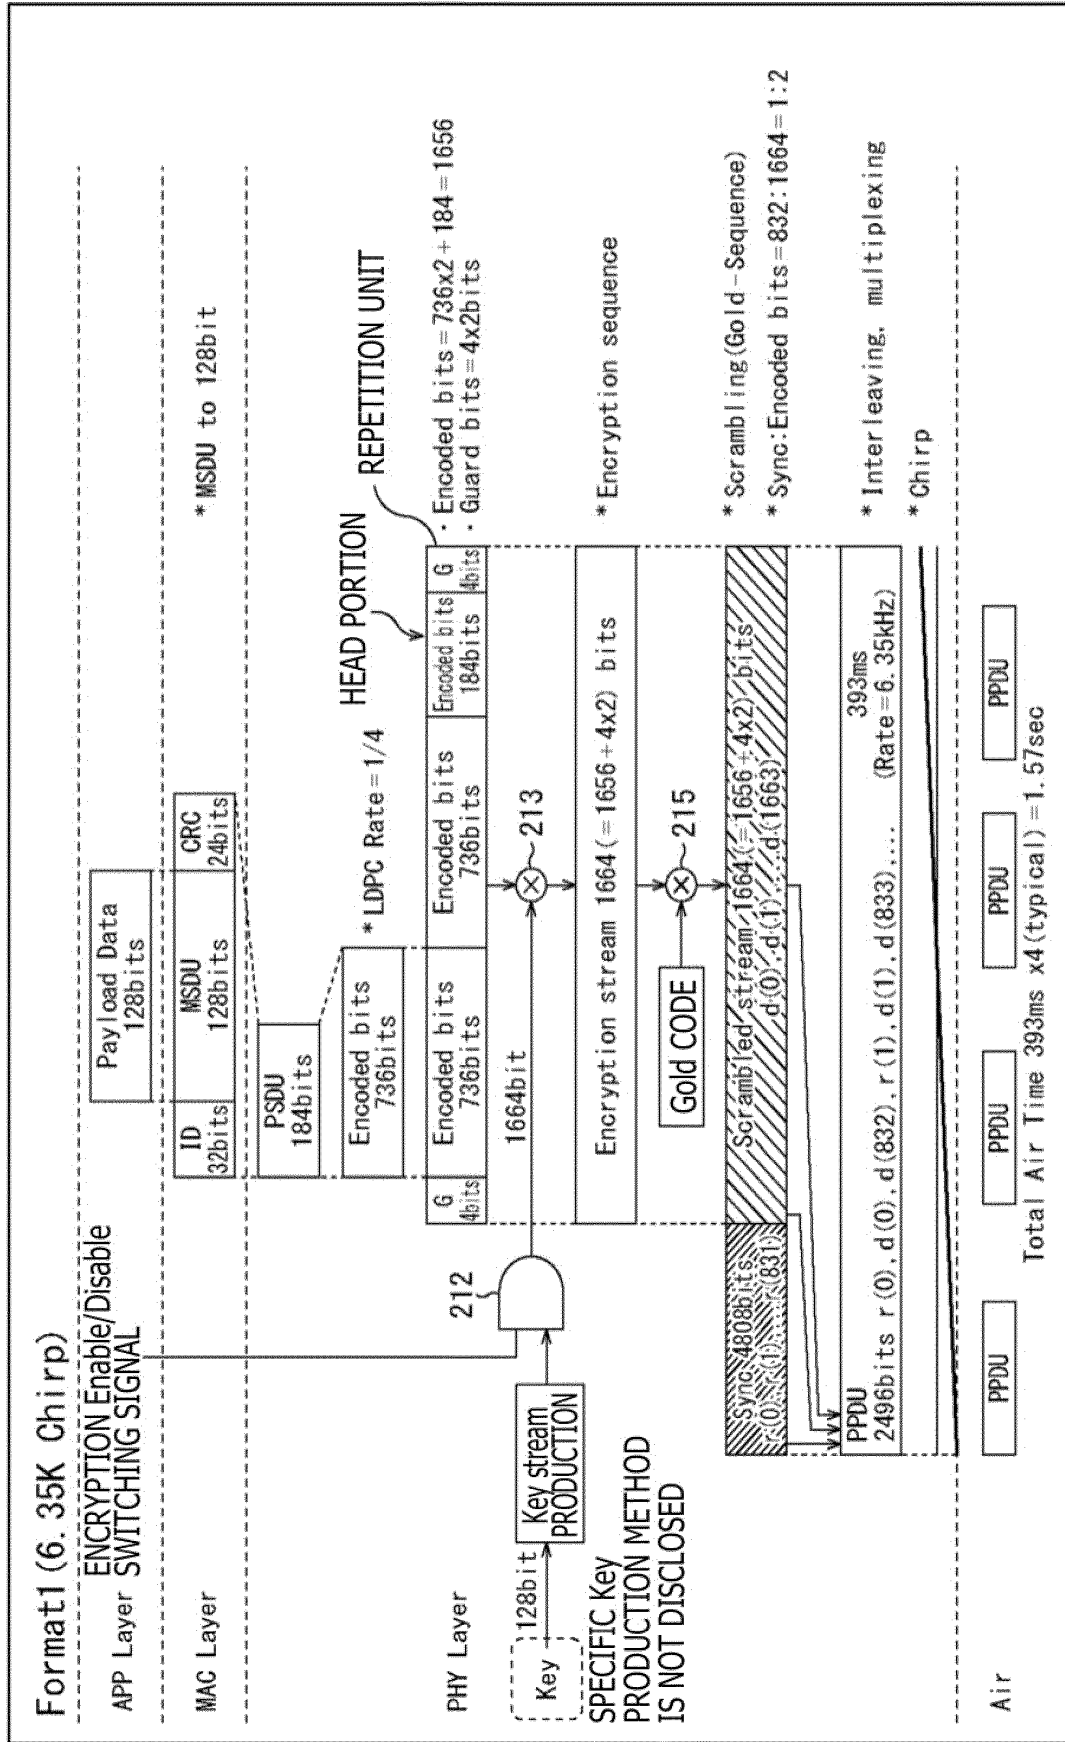 Format1(6.35K Chirp)
APP Layer
ENCRYPTION Enable/Disable
SWITCHING SIGNAL
Payload Data
128bits
MAC Layer
ID
32bits
MSDU
128bits
CRC
24bits
*MSDU to 128bit
PSDU
184bits
Encoded bits
736bits
*LDPC Rate=1/4
HEAD PORTION
REPETITION UNIT
PHY Layer
G
4bits
Encoded bits
736bits
Encoded bits
736bits
Encoded bits
184bits
G
4bits
· Encoded bits=736x2+184=1656
· Guard bits=4x2bits
212
1664bit
213
Key
128bit
Key stream
PRODUCTION
SPECIFIC Key
PRODUCTION METHOD
IS NOT DISCLOSED
Encryption stream 1664(=1656+4x2) bits
*Encryption sequence
Gold CODE
215
Sync 4808bits
r(0),r(1)...r(831)
Scrambled stream 1664(=1656+4x2) bits
d(0),d(1)...d(1663)
*Scrambling(Gold-Sequence)
*Sync:Encoded bits=832:1664=1:2
PPDU
2496bits r(0),d(0),d(832),r(1),d(1),d(833)...
393ms
(Rate=6.35kHz)
*Interleaving, multiplexing
*Chirp
Air
PPDU
PPDU
PPDU
PPDU
Total Air Time 393ms x4(typical)=1.57sec